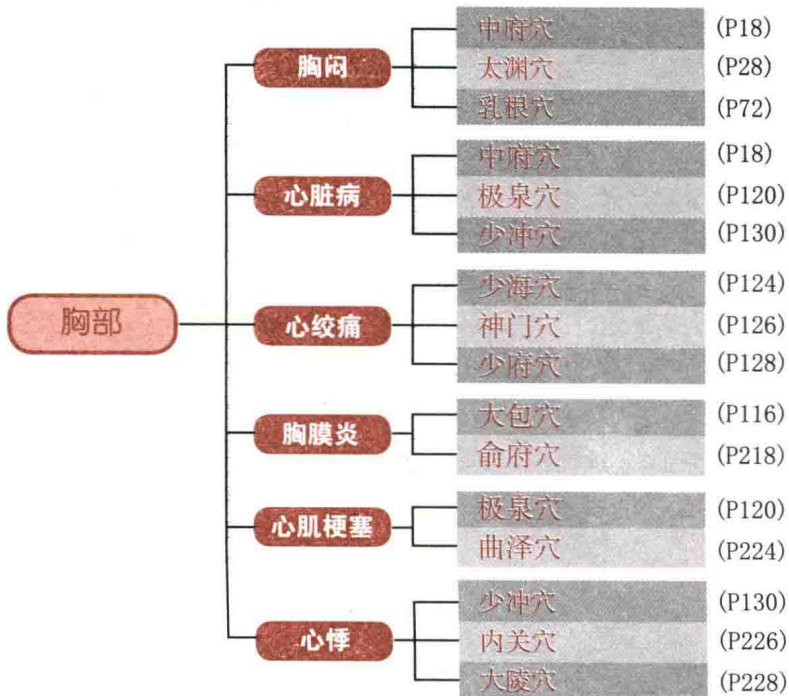 胸部
胸闷
中府穴 (P18)
太渊穴 (P28)
乳根穴 (P72)
心脏病
中府穴 (P18)
极泉穴 (P120)
少冲穴 (P130)
心绞痛
少海穴 (P124)
神门穴 (P126)
少府穴 (P128)
胸膜炎
大包穴 (P116)
俞府穴 (P218)
心肌梗塞
极泉穴 (P120)
曲泽穴 (P224)
心悸
少冲穴 (P130)
内关穴 (P226)
大陵穴 (P228)